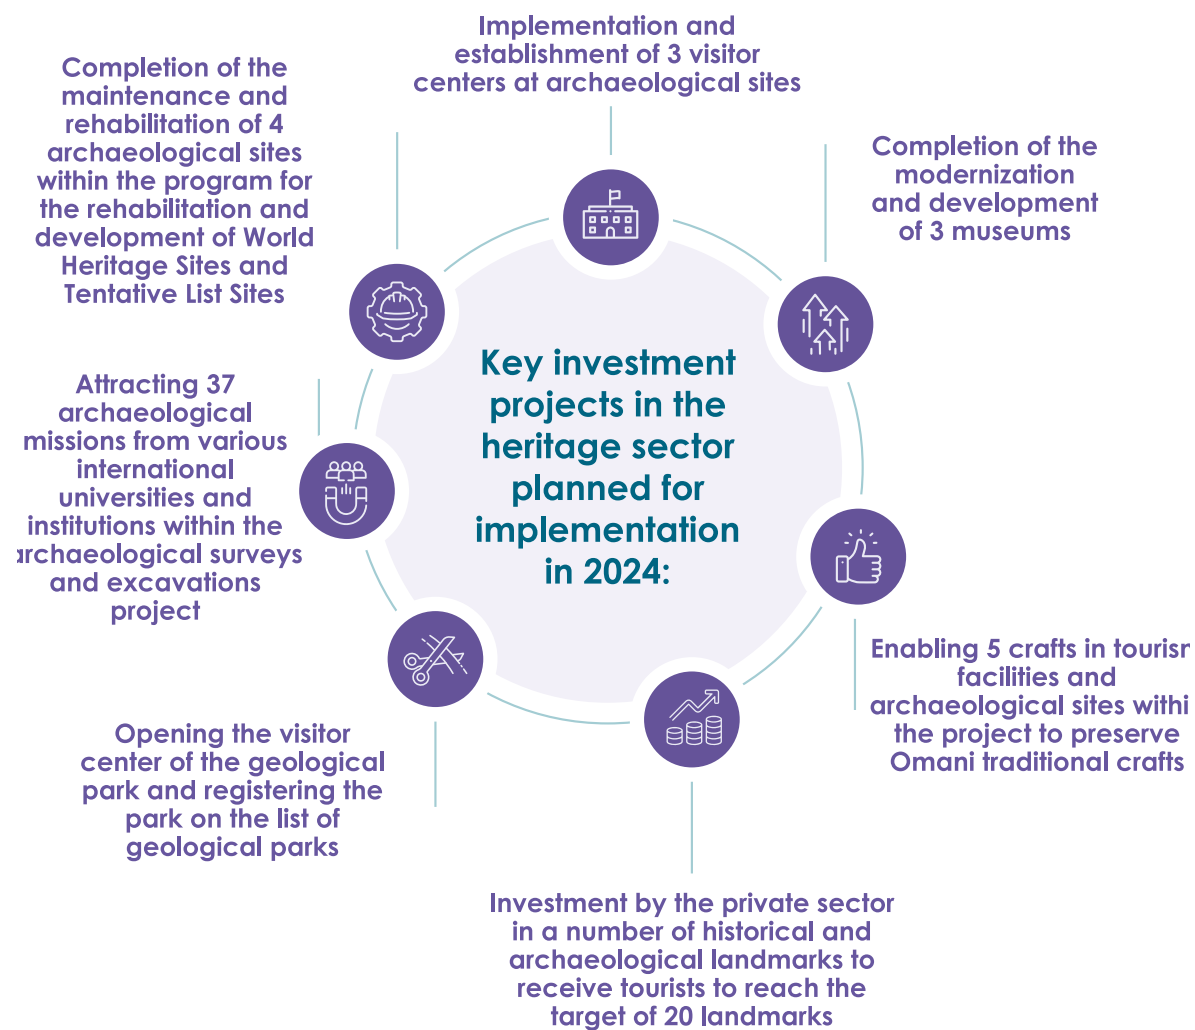 Key investment
projects in the
heritage sector
planned for
implementation
in 2024:
Implementation and
establishment of 3 visitor
centers at archaeological sites
Completion of the
modernization
and development
of 3 museums
Enabling 5 crafts in tourism
facilities and
archaeological sites withi
the project to preserve
Omani traditional crafts
Investment by the private sector
in a number of historical and
archaeological landmarks to
receive tourists to reach the
target of 20 landmarks
Opening the visitor
center of the geological
park and registering the
park on the list of
geological parks
Attracting 37
archaeological
missions from various
international
universities and
institutions within the
archaeological surveys
and excavations
project
Completion of the
maintenance and
rehabilitation of 4
archaeological sites
within the program for
the rehabilitation and
development of World
Heritage Sites and
Tentative List Sites